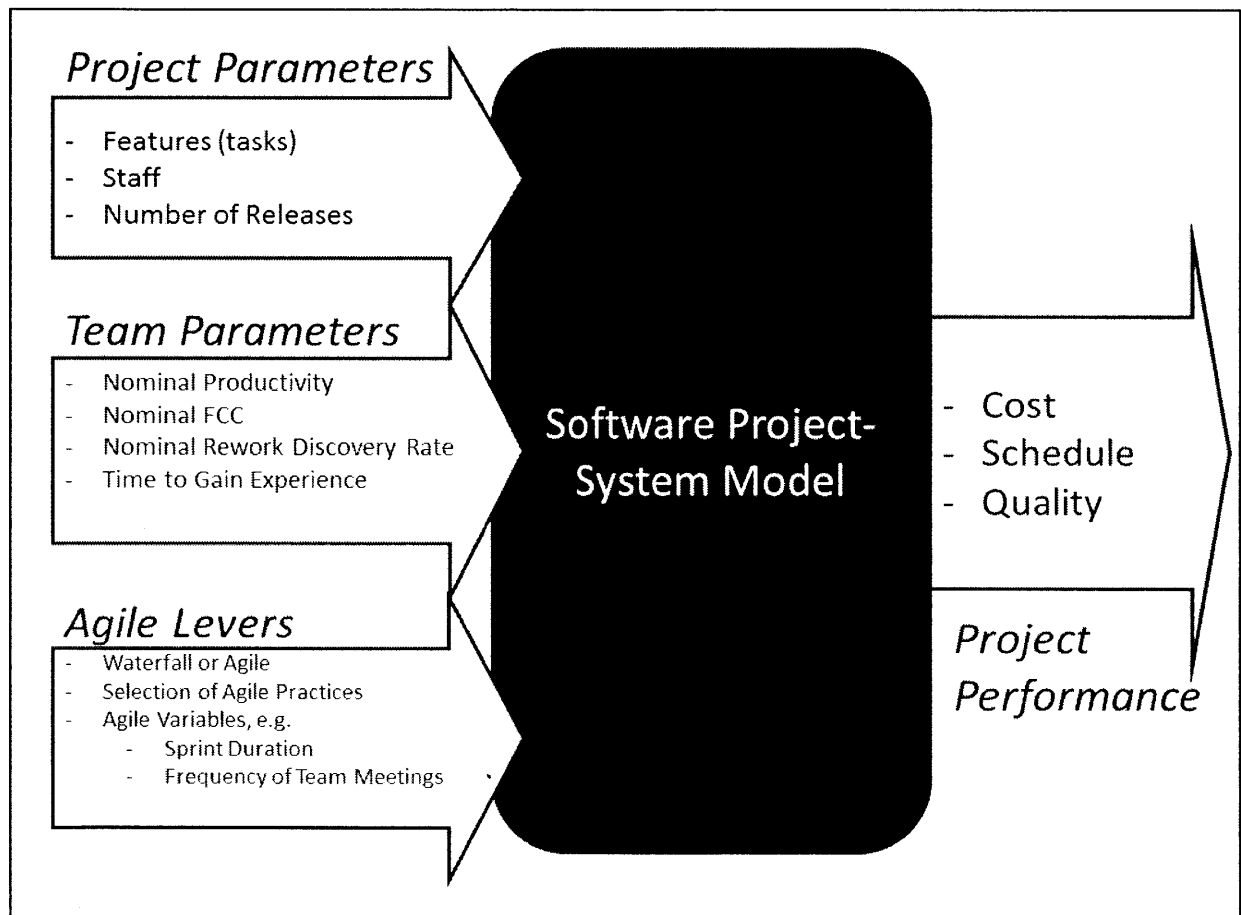 Project Parameters
- Features (tasks)
- Staff
- Number of Releases
Team Parameters
- Nominal Productivity
- Nominal FCC
- Nominal Rework Discovery Rate
- Time to Gain Experience
Agile Levers
- Waterfall or Agile
- Selection of Agile Practices
- Agile Variables, e.g.
- Sprint Duration
- Frequency of Team Meetings
Software Project-
System Model
- Cost
- Schedule
- Quality
Project
Performance